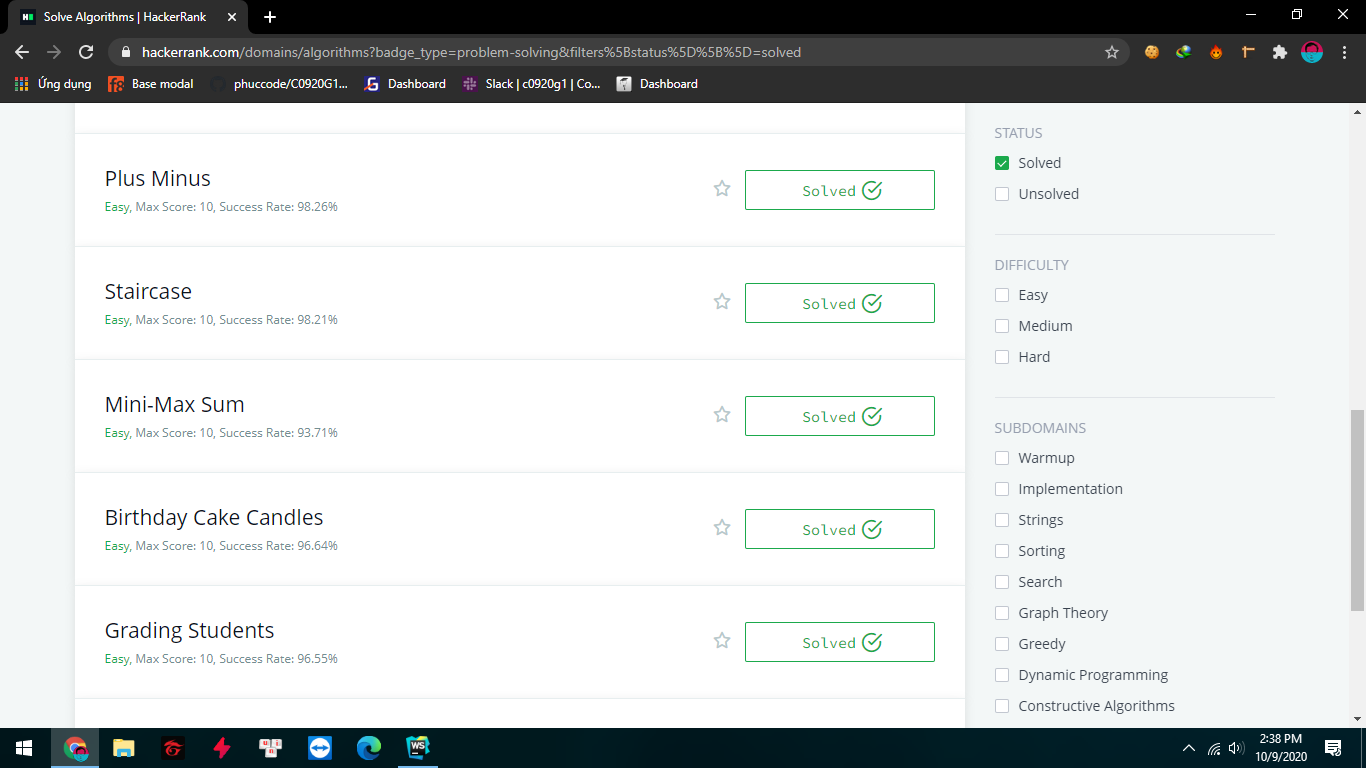 Solve Algorithms | HackerRank
hackerrank.com/domains/algorithms?badge_type=problem-solving&filters%5Bstatus%5D%5B%5D=solved
Ứng dụng
Base modal
phuccode/C0920G1...
Dashboard
Slack | c0920g1 | Co...
Dashboard
Plus Minus
Easy, Max Score: 10, Success Rate: 98.26%
Solved
Staircase
Easy, Max Score: 10, Success Rate: 98.21%
Solved
Mini-Max Sum
Easy, Max Score: 10, Success Rate: 93.71%
Solved
Birthday Cake Candles
Easy, Max Score: 10, Success Rate: 96.64%
Solved
Grading Students
Easy, Max Score: 10, Success Rate: 96.55%
Solved
STATUS
Solved
Unsolved
DIFFICULTY
Easy
Medium
Hard
SUBDOMAINS
Warmup
Implementation
Strings
Sorting
Search
Graph Theory
Greedy
Dynamic Programming
Constructive Algorithms
WS
2:38 PM
10/9/2020